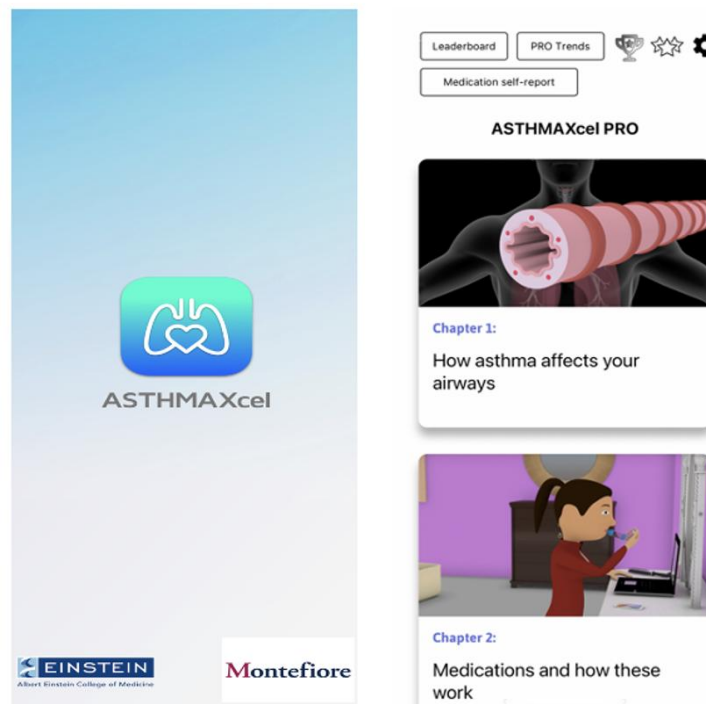 ASTHMAXcel
EINSTEIN
Albert Einstein College of Medicine
Montefiore
Leaderboard
PRO Trends
Medication self-report
ASTHMAXcel PRO
Chapter 1:
How asthma affects your
airways
Chapter 2:
Medications and how these
work